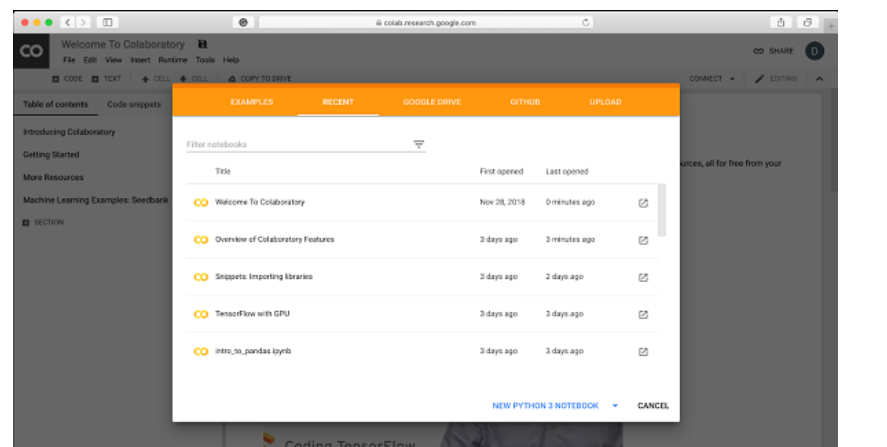 colab.research.google.com
CO Welcome To Colaboratory
File Edit View Insert Runtime Tools Help
SHARE D
CODE TEXT CELL CELL COPY TO DRIVE
CONNECT EDITING
Table of contents Code snippets
Introducing Colaboratory
Getting Started
More Resources
Machine Learning Examples: Seedbank
SECTION
EXAMPLES RECENT GOOGLE DRIVE GITHUB UPLOAD
Filter notebooks
Title First opened Last opened
Welcome To Colaboratory Nov 28, 2018 0 minutes ago
Overview of Colaboratory Features 3 days ago 3 minutes ago
Snippets: Importing libraries 3 days ago 2 days ago
TensorFlow with GPU 3 days ago 3 days ago
intro_to_pandas.ipynb 3 days ago 3 days ago
NEW PYTHON 3 NOTEBOOK CANCEL
urces, all for free from your
Coding TensorFlow